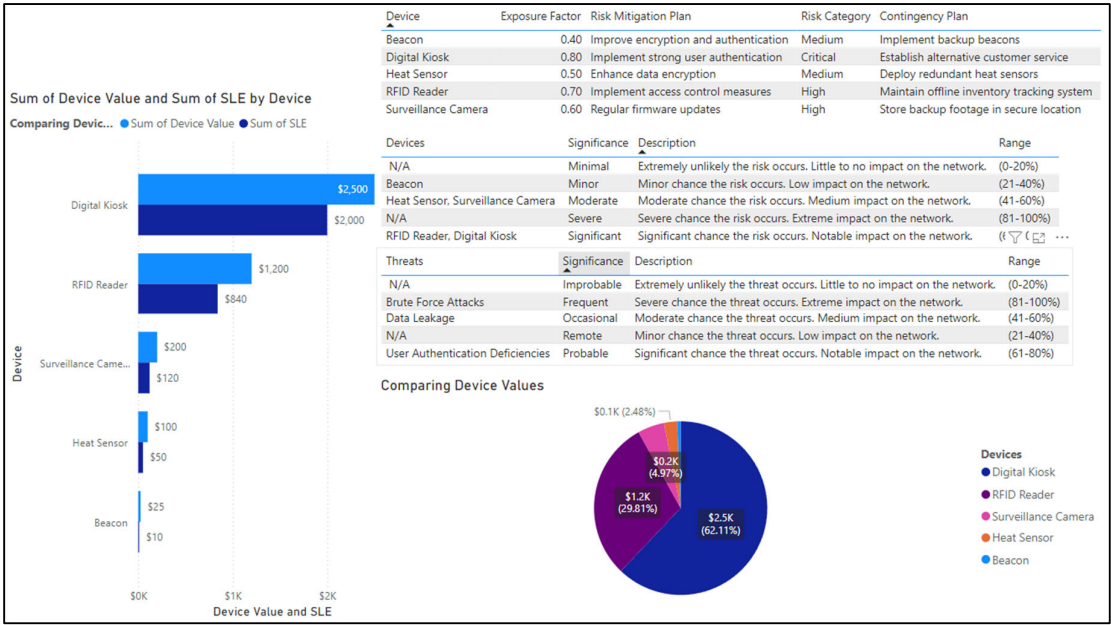 Sum of Device Value and Sum of SLE by Device
Comparing Devic... Sum of Device Value Sum of SLE
Device
Digital Kiosk $2,500 $2,000
RFID Reader $1,200 $840
Surveillance Came... $200 $120
Heat Sensor $100 $50
Beacon $25 $10
$0K $1K $2K
Device Value and SLE
Device Exposure Factor Risk Mitigation Plan Risk Category Contingency Plan
Beacon 0.40 Improve encryption and authentication Medium Implement backup beacons
Digital Kiosk 0.80 Implement strong user authentication Critical Establish alternative customer service
Heat Sensor 0.50 Enhance data encryption Medium Deploy redundant heat sensors
RFID Reader 0.70 Implement access control measures High Maintain offline inventory tracking system
Surveillance Camera 0.60 Regular firmware updates High Store backup footage in secure location
Devices Significance Description Range
N/A Minimal Extremely unlikely the risk occurs. Little to no impact on the network. (0-20%)
Beacon Minor Minor chance the risk occurs. Low impact on the network. (21-40%)
Heat Sensor, Surveillance Camera Moderate Moderate chance the risk occurs. Medium impact on the network. (41-60%)
N/A Severe Severe chance the risk occurs. Extreme impact on the network. (81-100%)
RFID Reader, Digital Kiosk Significant Significant chance the risk occurs. Notable impact on the network.
Threats Significance Description Range
N/A Improbable Extremely unlikely the threat occurs. Little to no impact on the network. (0-20%)
Brute Force Attacks Frequent Severe chance the threat occurs. Extreme impact on the network. (81-100%)
Data Leakage Occasional Moderate chance the threat occurs. Medium impact on the network. (41-60%)
N/A Remote Minor chance the threat occurs. Low impact on the network. (21-40%)
User Authentication Deficiencies Probable Significant chance the threat occurs. Notable impact on the network. (61-80%)
Comparing Device Values
$0.1K (2.48%)
$0.2K
(4.97%)
$1.2K
(29.81%)
$2.5K
(62.11%)
Devices
Digital Kiosk
RFID Reader
Surveillance Camera
Heat Sensor
Beacon